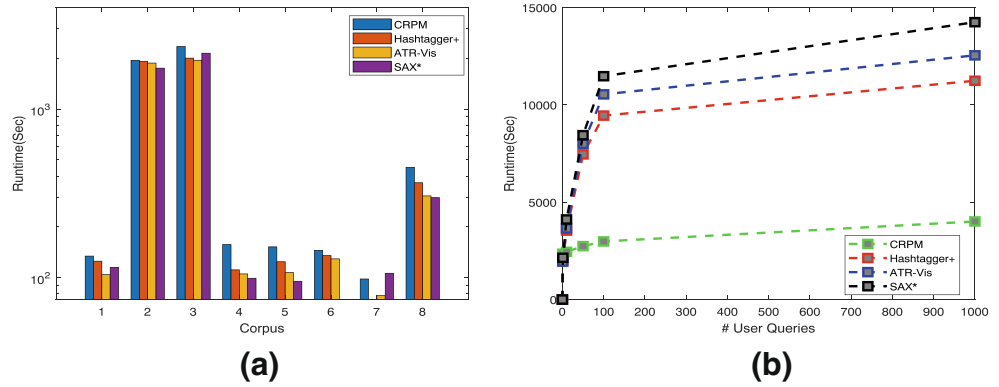 CRPM
Hashtagger+
ATR-Vis
SAX*
10^3
10^2
Runtime(Sec)
1 2 3 4 5 6 7 8
Corpus
(a)
15000
10000
5000
0
Runtime(Sec)
CRPM
Hashtagger+
ATR-Vis
SAX*
0 100 200 300 400 500 600 700 800 900 1000
# User Queries
(b)